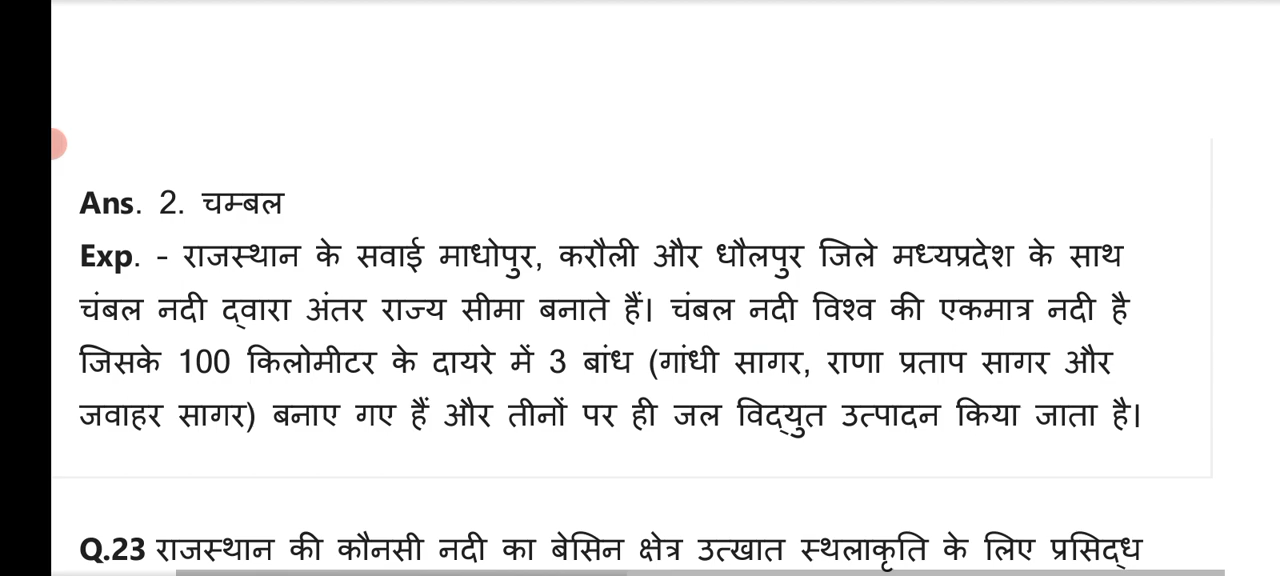 Ans. 2. चम्बल
Exp. - राजस्थान के सवाई माधोपुर, करौली और धौलपुर जिले मध्यप्रदेश के साथ
चंबल नदी द्वारा अंतर राज्य सीमा बनाते हैं। चंबल नदी विश्व की एकमात्र नदी है
जिसके 100 किलोमीटर के दायरे में 3 बांध (गांधी सागर, राणा प्रताप सागर और
जवाहर सागर) बनाए गए हैं और तीनों पर ही जल विद्युत उत्पादन किया जाता है।
Q.23 राजस्थान की कौनसी नदी का बेसिन क्षेत्र उत्खात स्थलाकृति के लिए प्रसिद्ध